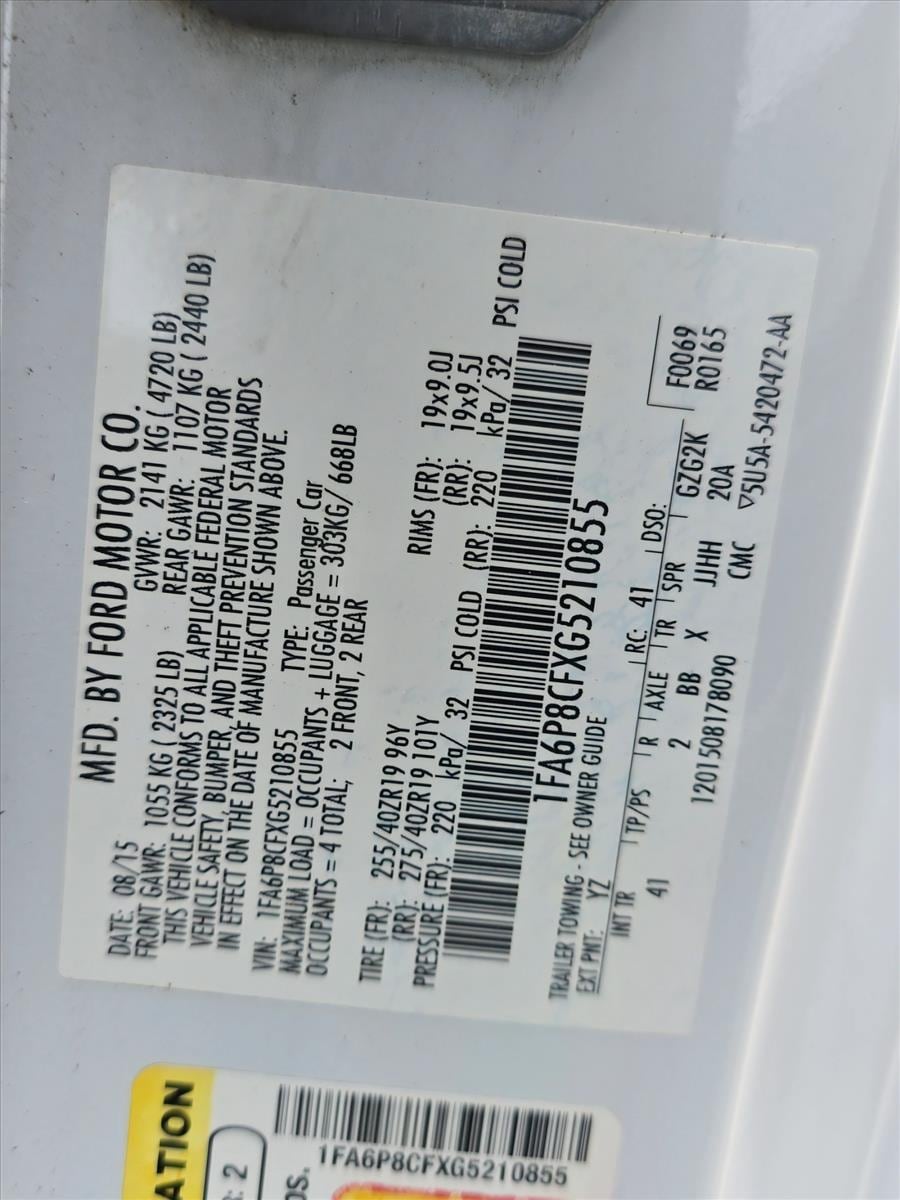 MFD. BY FORD MOTOR CO.
DATE: 08/15 GVWR: 2141 KG ( 4720 LB)
FRONT GAWR: 1055 KG ( 2325 LB) REAR GAWR: 1107 KG ( 2440 LB)
THIS VEHICLE CONFORMS TO ALL APPLICABLE FEDERAL MOTOR
VEHICLE SAFETY, BUMPER, AND THEFT PREVENTION STANDARDS
IN EFFECT ON THE DATE OF MANUFACTURE SHOWN ABOVE.
VIN: 1FA6P8CFXG5210855 TYPE: Passenger Car
MAXIMUM LOAD = OCCUPANTS + LUGGAGE = 303KG/ 668LB
OCCUPANTS = 4 TOTAL; 2 FRONT, 2 REAR
TIRE (FR): 255/40ZR19 96Y RIMS (FR): 19x9.0J
(RR): 275/40ZR19 101Y (RR): 19x9.5J
PRESSURE (FR): 220 kPa/ 32 PSI COLD (RR): 220 kPa/ 32 PSI COLD
1FA6P8CFXG5210855
TRAILER TOWING - SEE OWNER GUIDE
EXT PNT: YZ RC: 41 DSO:
INT TR TP/PS R AXLE TR SPR F0069
41 2 BB X GZG2K R0165
1201508178090 JJHH 20A
CMC ▽5U5A-5420472-AA
ATION
: 2
OS.
1FA6P8CFXG5210855